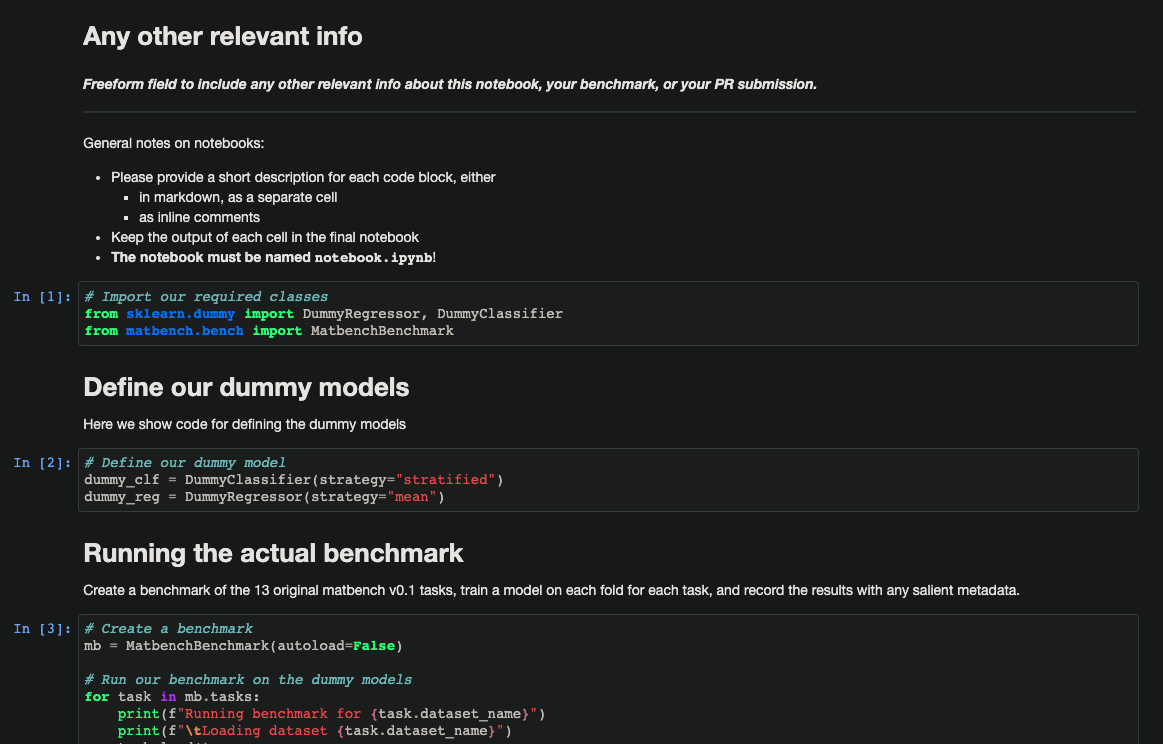 Any other relevant info
Freeform field to include any other relevant info about this notebook, your benchmark, or your PR submission.
General notes on notebooks:
• Please provide a short description for each code block, either
▪ in markdown, as a separate cell
▪ as inline comments
• Keep the output of each cell in the final notebook
• The notebook must be named notebook.ipynb!
In [1]: # Import our required classes
from sklearn.dummy import DummyRegressor, DummyClassifier
from matbench.bench import MatbenchBenchmark
Define our dummy models
Here we show code for defining the dummy models
In [2]: # Define our dummy model
dummy_clf = DummyClassifier(strategy="stratified")
dummy_reg = DummyRegressor(strategy="mean")
Running the actual benchmark
Create a benchmark of the 13 original matbench v0.1 tasks, train a model on each fold for each task, and record the results with any salient metadata.
In [3]: # Create a benchmark
mb = MatbenchBenchmark(autoload=False)
# Run our benchmark on the dummy models
for task in mb.tasks:
    print(f"Running benchmark for {task.dataset_name}")
    print(f"\tLoading dataset {task.dataset_name}")